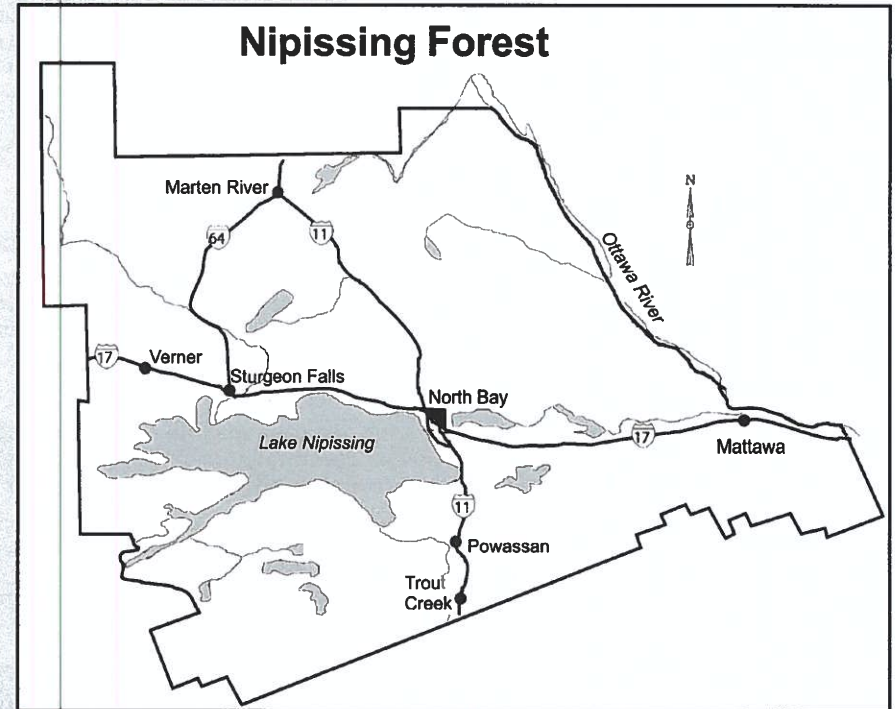 Nipissing Forest
Marten River
N
64
11
Ottawa River
17
Verner
Sturgeon Falls
North Bay
Lake Nipissing
17
Mattawa
11
Powassan
Trout
Creek